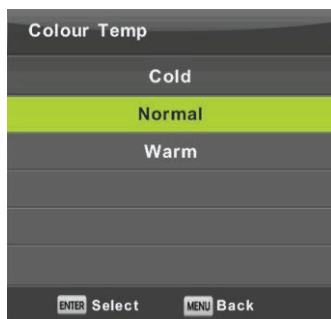 Colour Temp
Cold
Normal
Warm
ENTER Select MENU Back